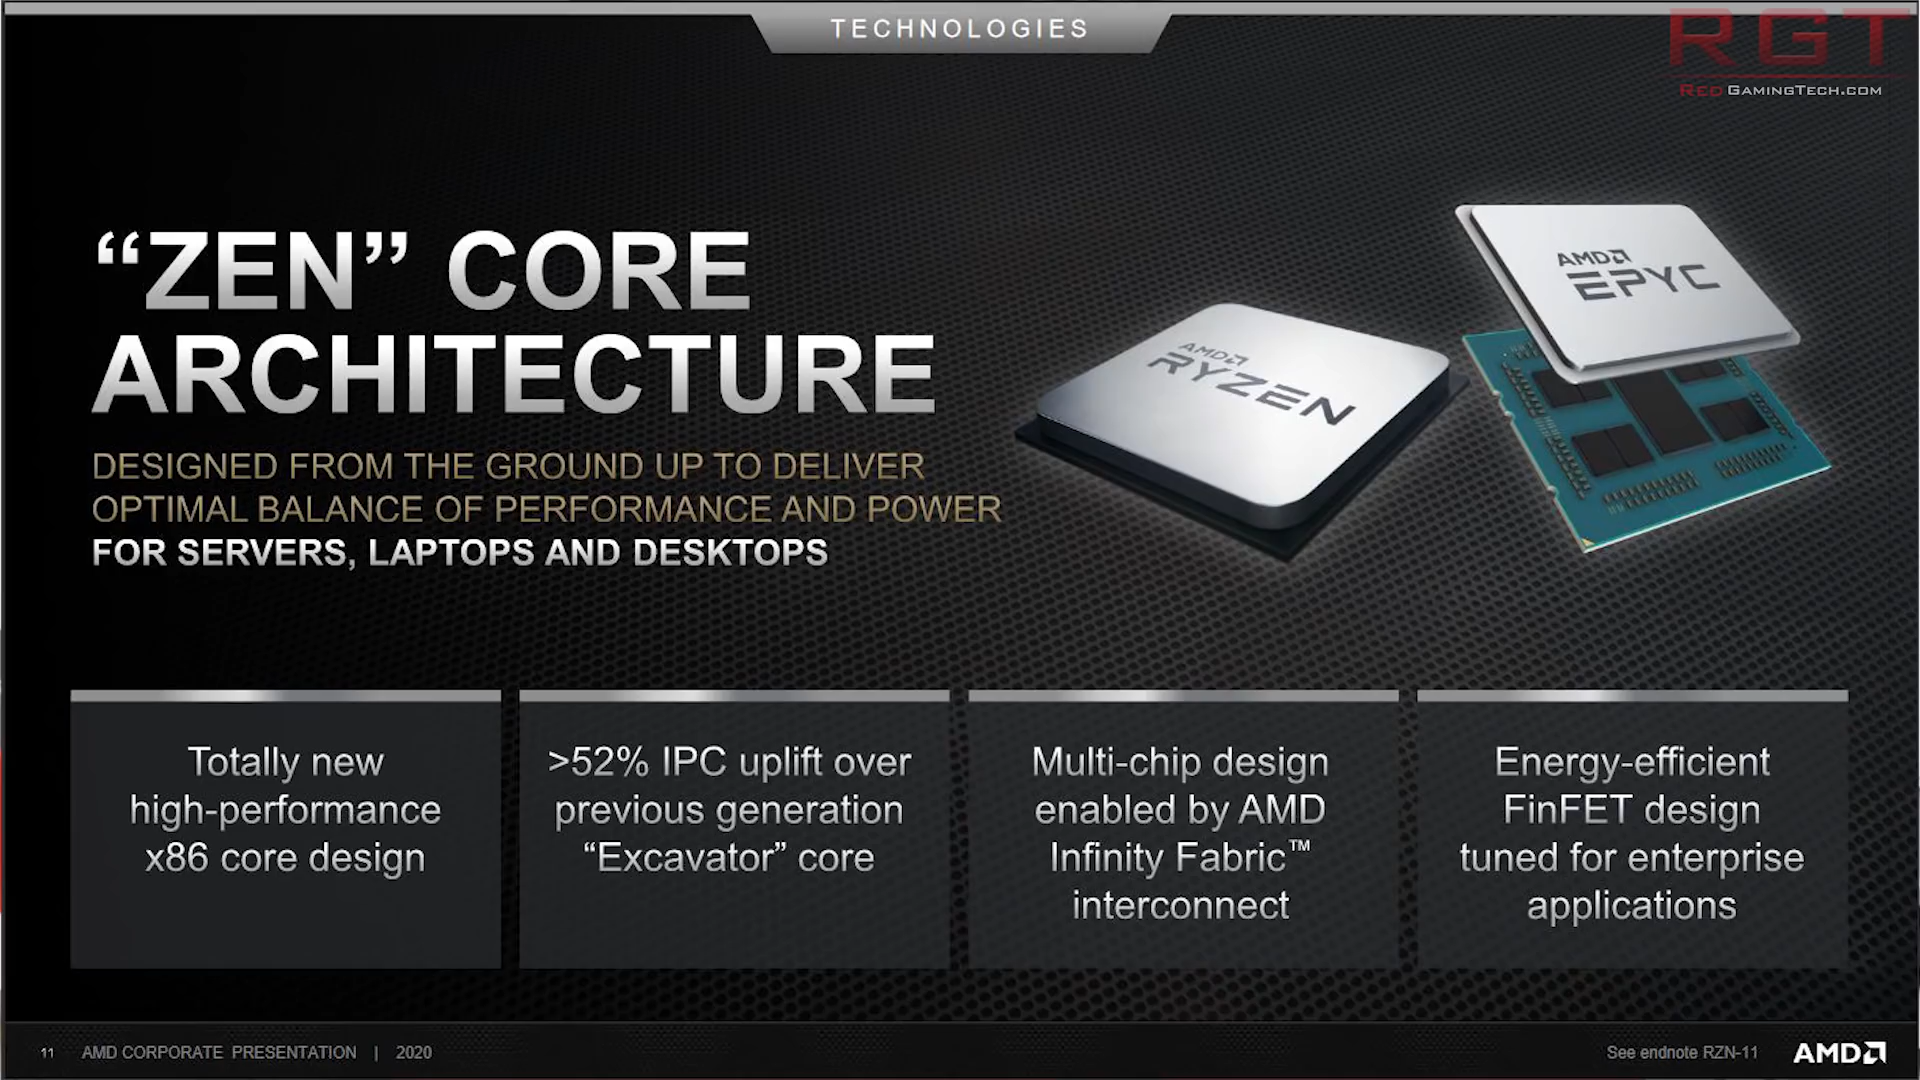 TECHNOLOGIES
RGT
REDGAMINGTECH.COM
“ZEN” CORE
ARCHITECTURE
DESIGNED FROM THE GROUND UP TO DELIVER
OPTIMAL BALANCE OF PERFORMANCE AND POWER
FOR SERVERS, LAPTOPS AND DESKTOPS
AMD
RYZEN
AMD
EPYC
Totally new
high-performance
x86 core design
>52% IPC uplift over
previous generation
“Excavator” core
Multi-chip design
enabled by AMD
Infinity Fabric™
interconnect
Energy-efficient
FinFET design
tuned for enterprise
applications
11 AMD CORPORATE PRESENTATION | 2020
See endnote RZN-11
AMD